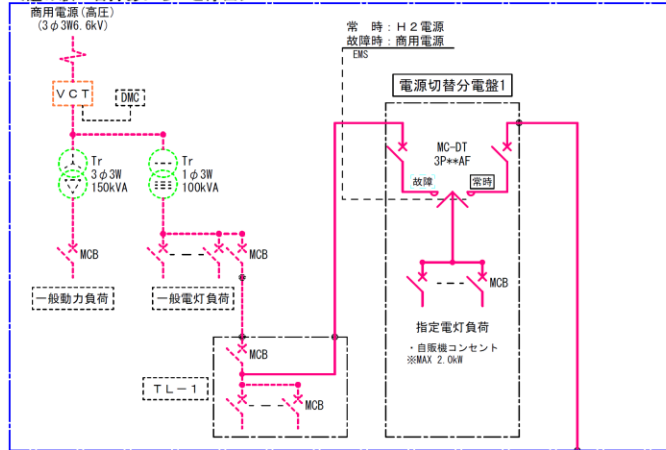 商用電源(高圧)
(3φ3W6.6kV)
常　時：H2電源
故障時：商用電源
EMS
VCT
DMC
電源切替分電盤1
Tr
3φ3W
150kVA
Tr
1φ3W
100kVA
MC-DT
3P**AF
故障
常時
MCB
MCB
MCB
一般動力負荷
一般電灯負荷
指定電灯負荷
・自販機コンセント
※MAX 2.0kW
MCB
TL-1
MCB